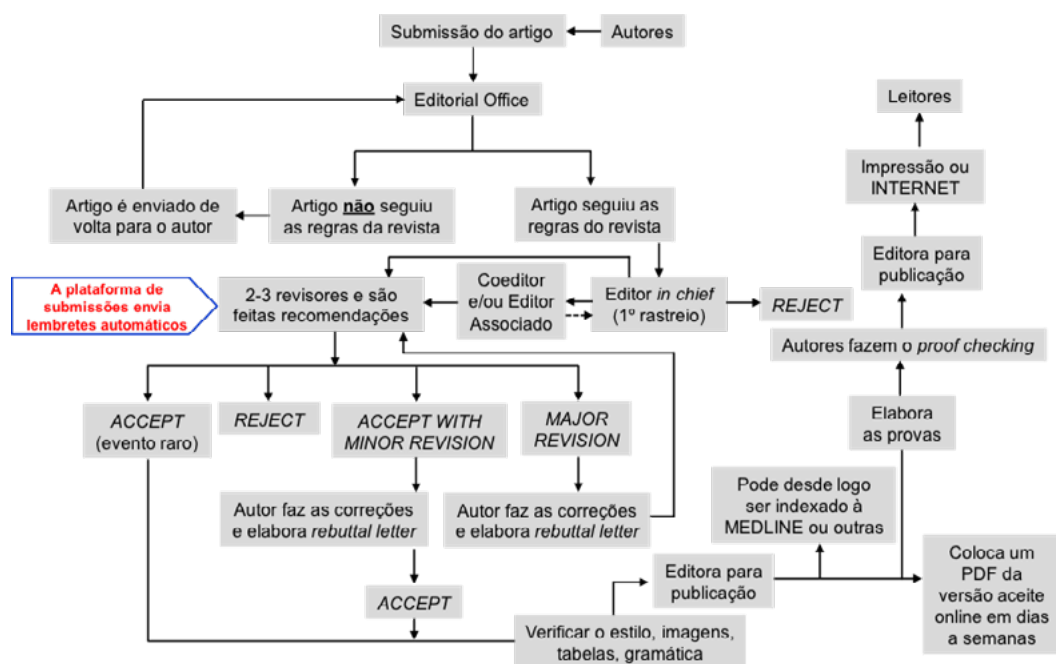 Submissão do artigo
Autores
Editorial Office
Leitores
Impressão ou
INTERNET
Artigo é enviado de
volta para o autor
Artigo não seguiu
as regras da revista
Artigo seguiu as
regras do revista
Editora para
publicação
A plataforma de
submissões envia
lembretes automáticos
2-3 revisores e são
feitas recomendações
Coeditor
e/ou Editor
Associado
Editor in chief
(1º rastreio)
REJECT
Autores fazem o proof checking
ACCEPT
(evento raro)
REJECT
ACCEPT WITH
MINOR REVISION
MAJOR
REVISION
Elabora
as provas
Autor faz as correções
e elabora rebuttal letter
Autor faz as correções
e elabora rebuttal letter
Pode desde logo
ser indexado à
MEDLINE ou outras
ACCEPT
Editora para
publicação
Coloca um
PDF da
versão aceite
online em dias
a semanas
Verificar o estilo, imagens,
tabelas, gramática